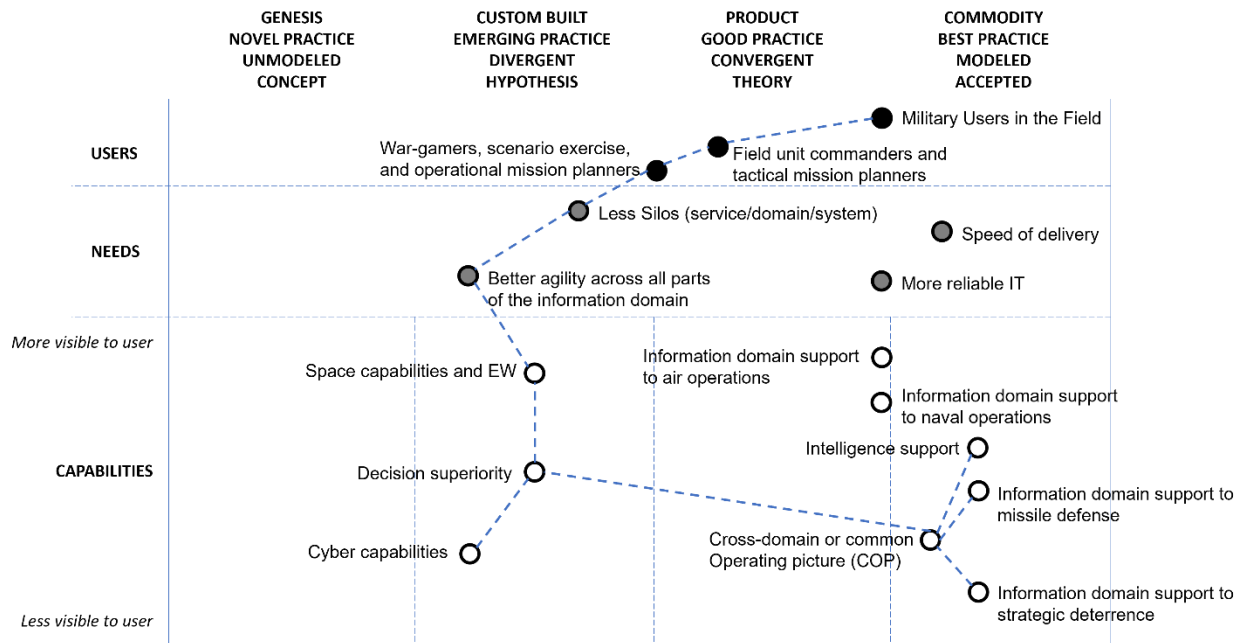 GENESIS
NOVEL PRACTICE
UNMODELED
CONCEPT
CUSTOM BUILT
EMERGING PRACTICE
DIVERGENT
HYPOTHESIS
PRODUCT
GOOD PRACTICE
CONVERGENT
THEORY
COMMODITY
BEST PRACTICE
MODELED
ACCEPTED
USERS
Military Users in the Field
War-gamers, scenario exercise,
and operational mission planners
Field unit commanders and
tactical mission planners
NEEDS
Less Silos (service/domain/system)
Speed of delivery
Better agility across all parts
of the information domain
More reliable IT
More visible to user
CAPABILITIES
Less visible to user
Space capabilities and EW
Information domain support
to air operations
Information domain support
to naval operations
Intelligence support
Decision superiority
Information domain support to
missile defense
Cyber capabilities
Cross-domain or common
Operating picture (COP)
Information domain support to
strategic deterrence